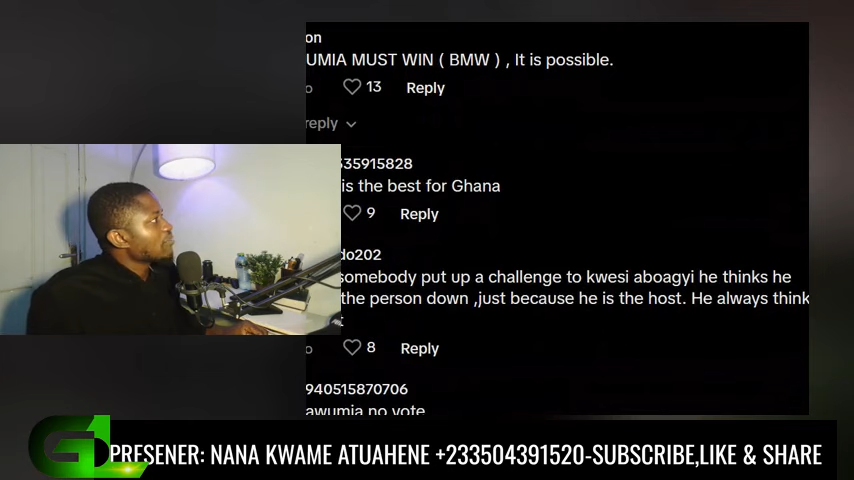 on
UMIA MUST WIN ( BMW ) , It is possible.
13 Reply
reply
335915828
is the best for Ghana
9 Reply
do202
somebody put up a challenge to kwesi aboagyi he thinks he
the person down ,just because he is the host. He always think
8 Reply
940515870706
awumia no vote
PRESENER: NANA KWAME ATUAHENE +233504391520-SUBSCRIBE,LIKE & SHARE